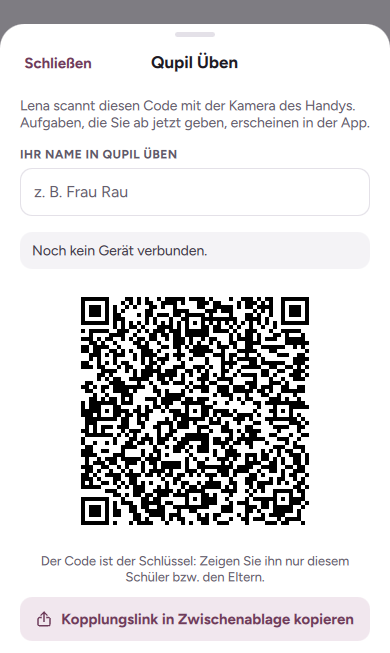 Schließen
Qupil Üben
Lena scannt diesen Code mit der Kamera des Handys.
Aufgaben, die Sie ab jetzt geben, erscheinen in der App.
IHR NAME IN QUPIL ÜBEN
z. B. Frau Rau
Noch kein Gerät verbunden.
Der Code ist der Schlüssel: Zeigen Sie ihn nur diesem
Schüler bzw. den Eltern.
Kopplungslink in Zwischenablage kopieren